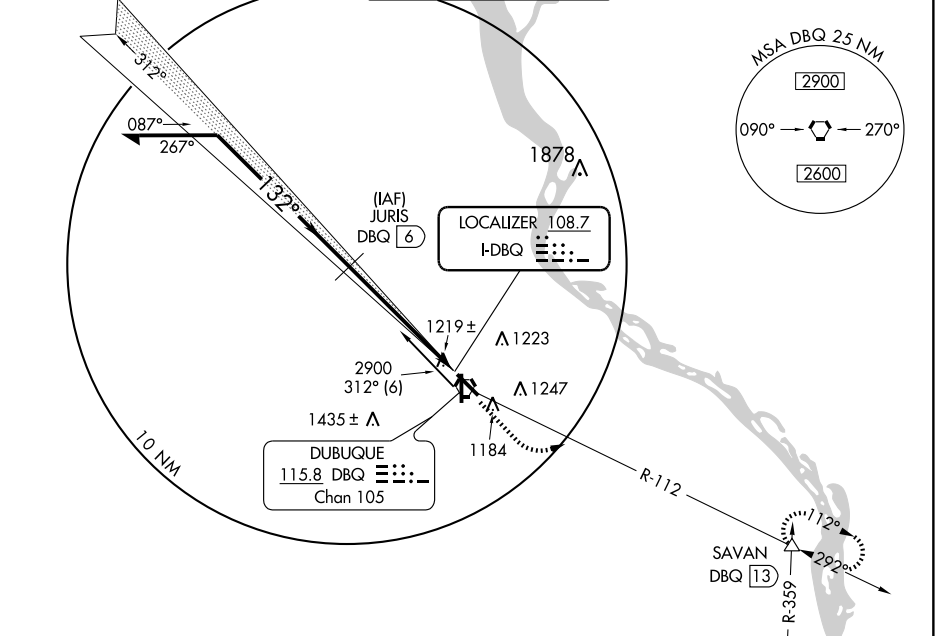 MSA DBQ 25 NM
2900
090°
270°
2600
312°
087°
267°
132°
(IAF)
JURIS
DBQ 6
1878
LOCALIZER 108.7
I-DBQ
1219 ±
1223
2900
312° (6)
1247
1435 ±
1184
DUBUQUE
115.8 DBQ
Chan 105
10 NM
R-112
112°
292°
SAVAN
DBQ 13
R-359